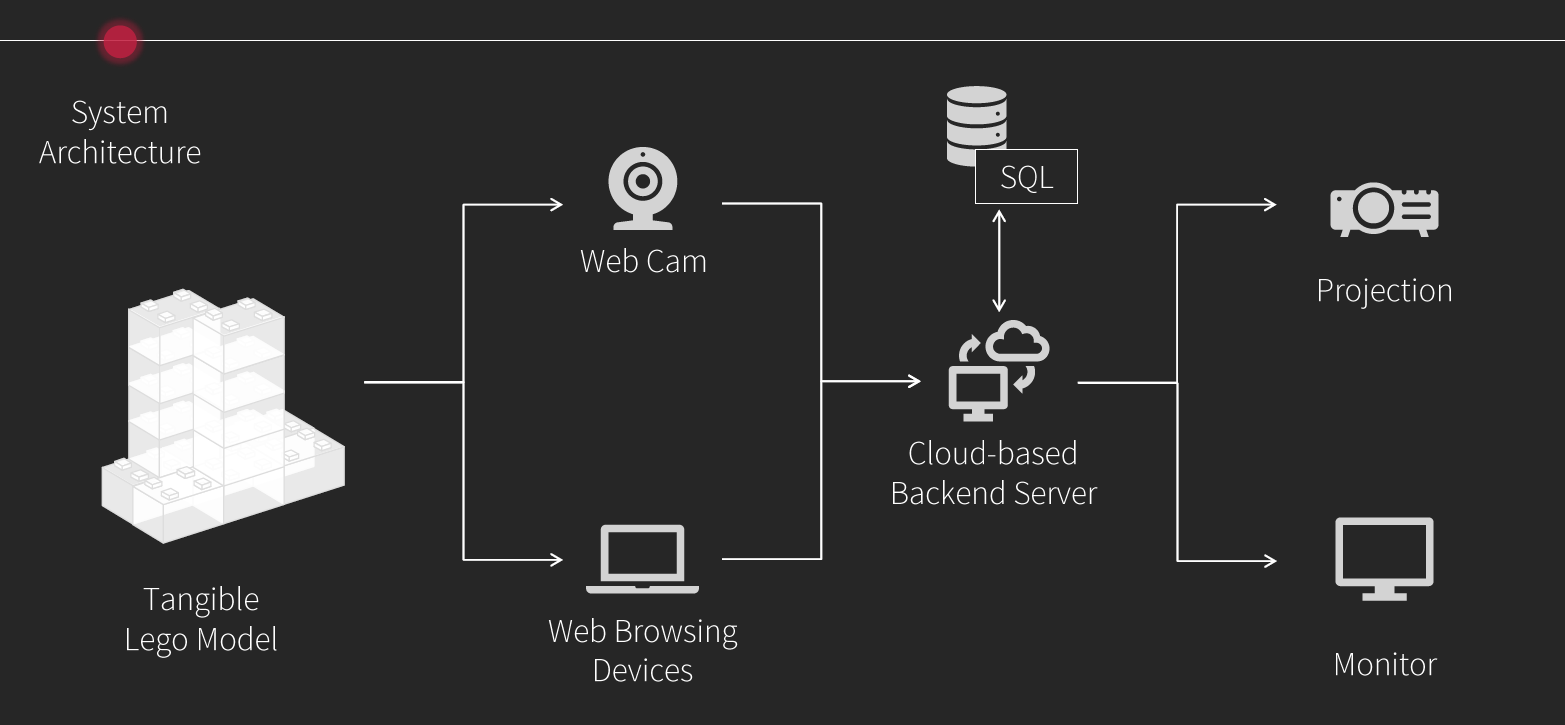 System
Architecture
SQL
Web Cam
Projection
Cloud-based
Backend Server
Tangible
Lego Model
Web Browsing
Devices
Monitor